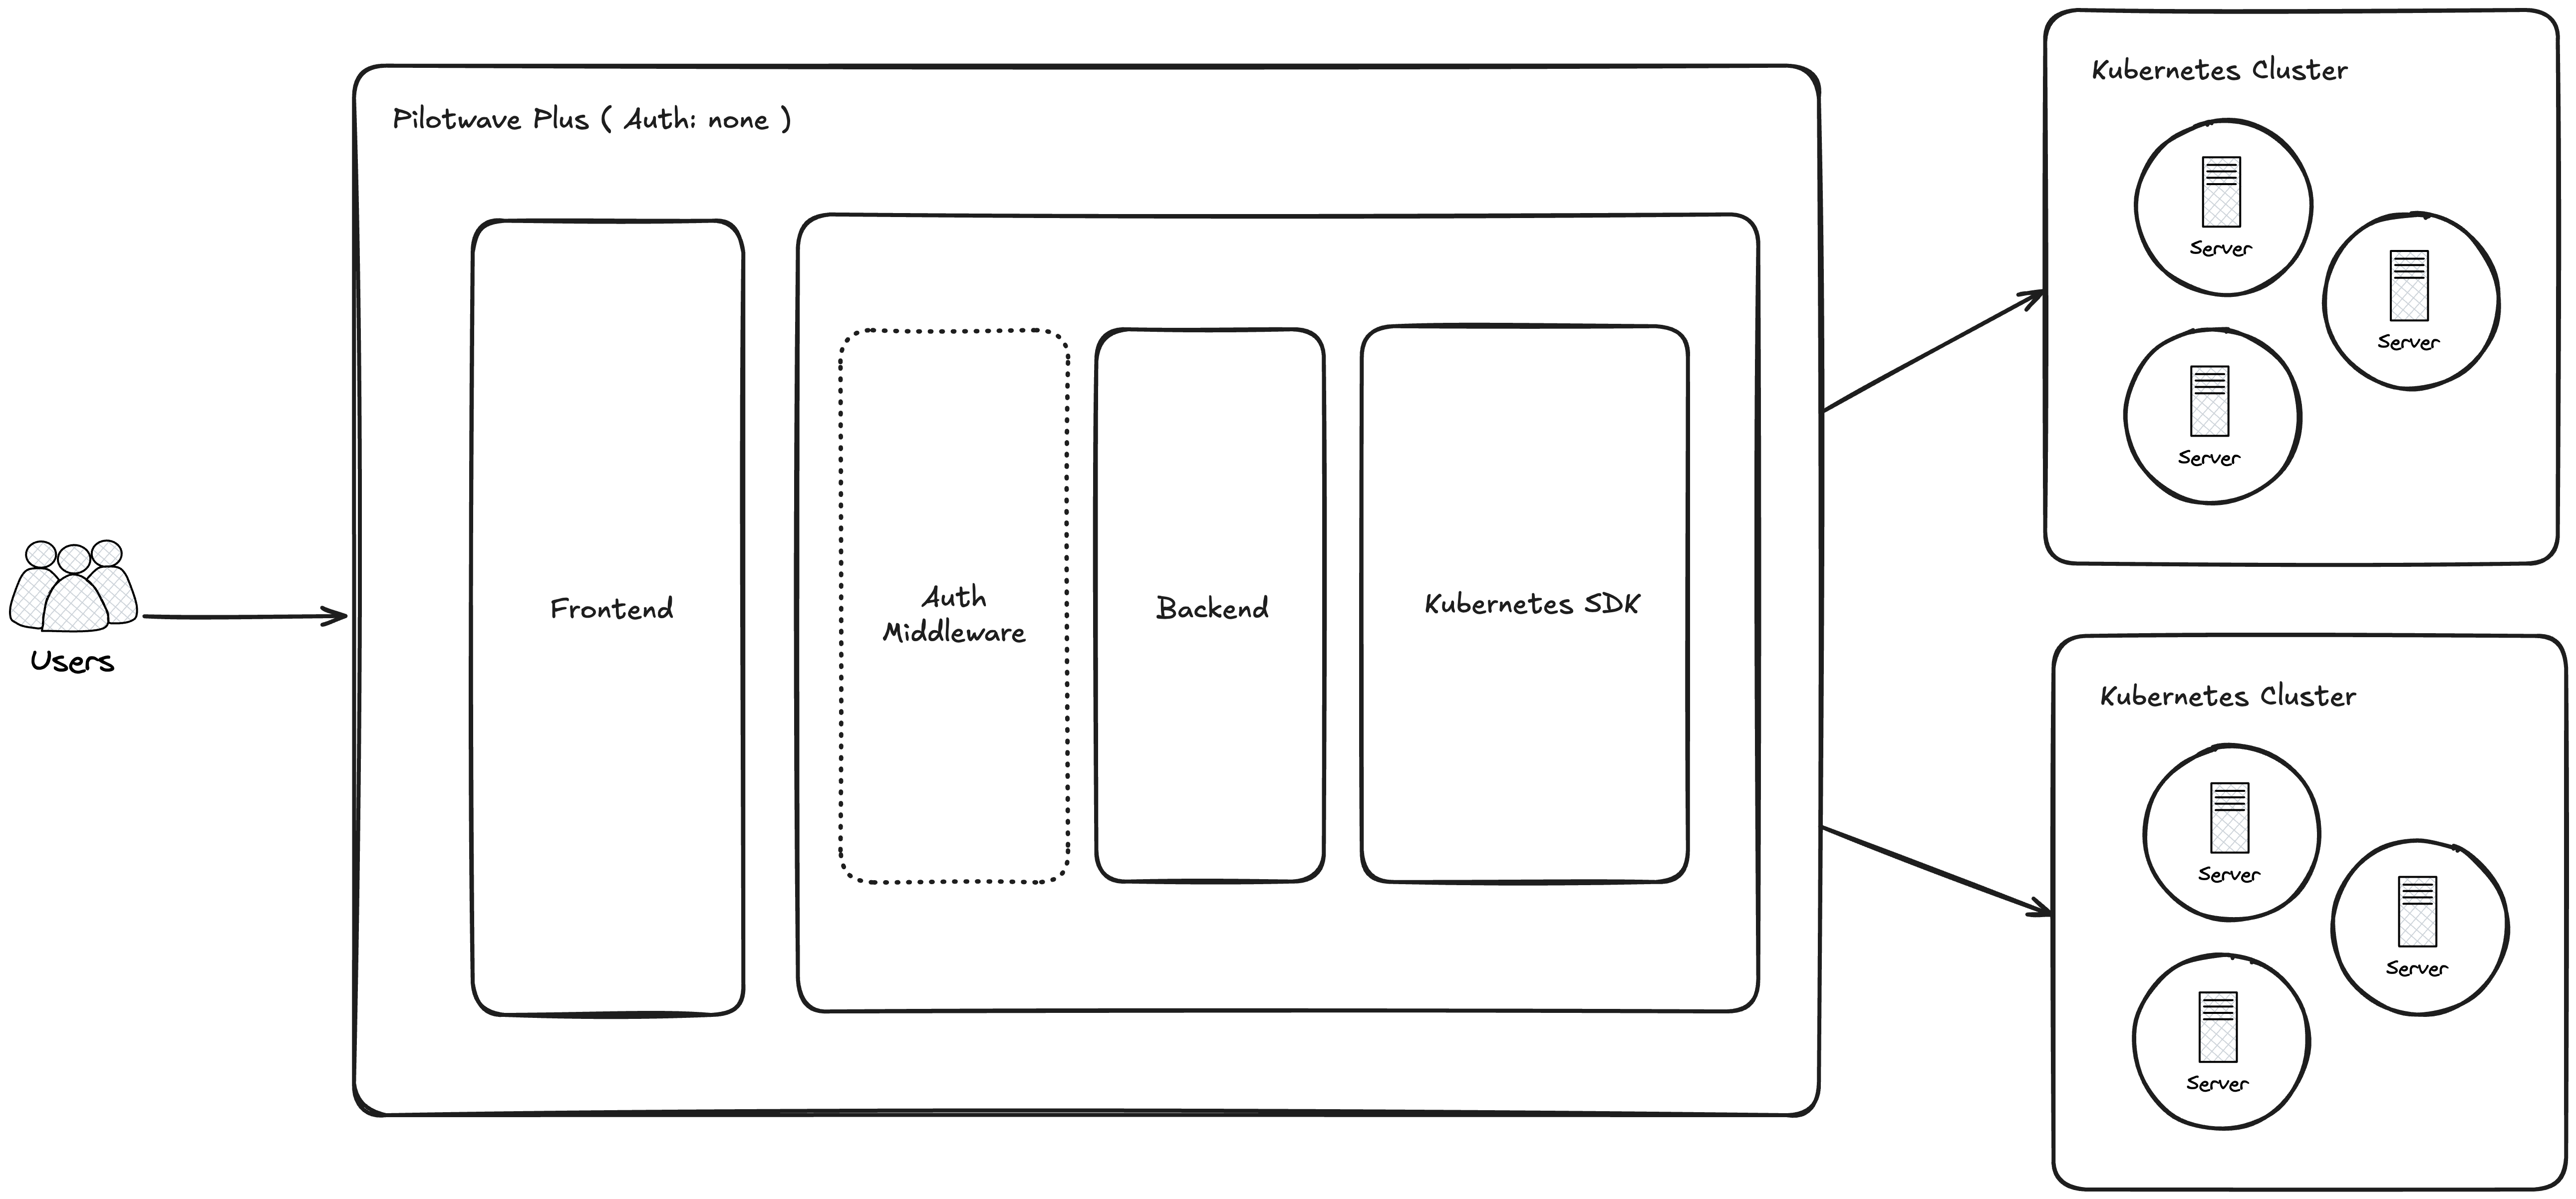 Pilotwave Plus ( Auth: none )
Users
Frontend
Auth
Middleware
Backend
Kubernetes SDK
Kubernetes Cluster
Server
Server
Server
Kubernetes Cluster
Server
Server
Server